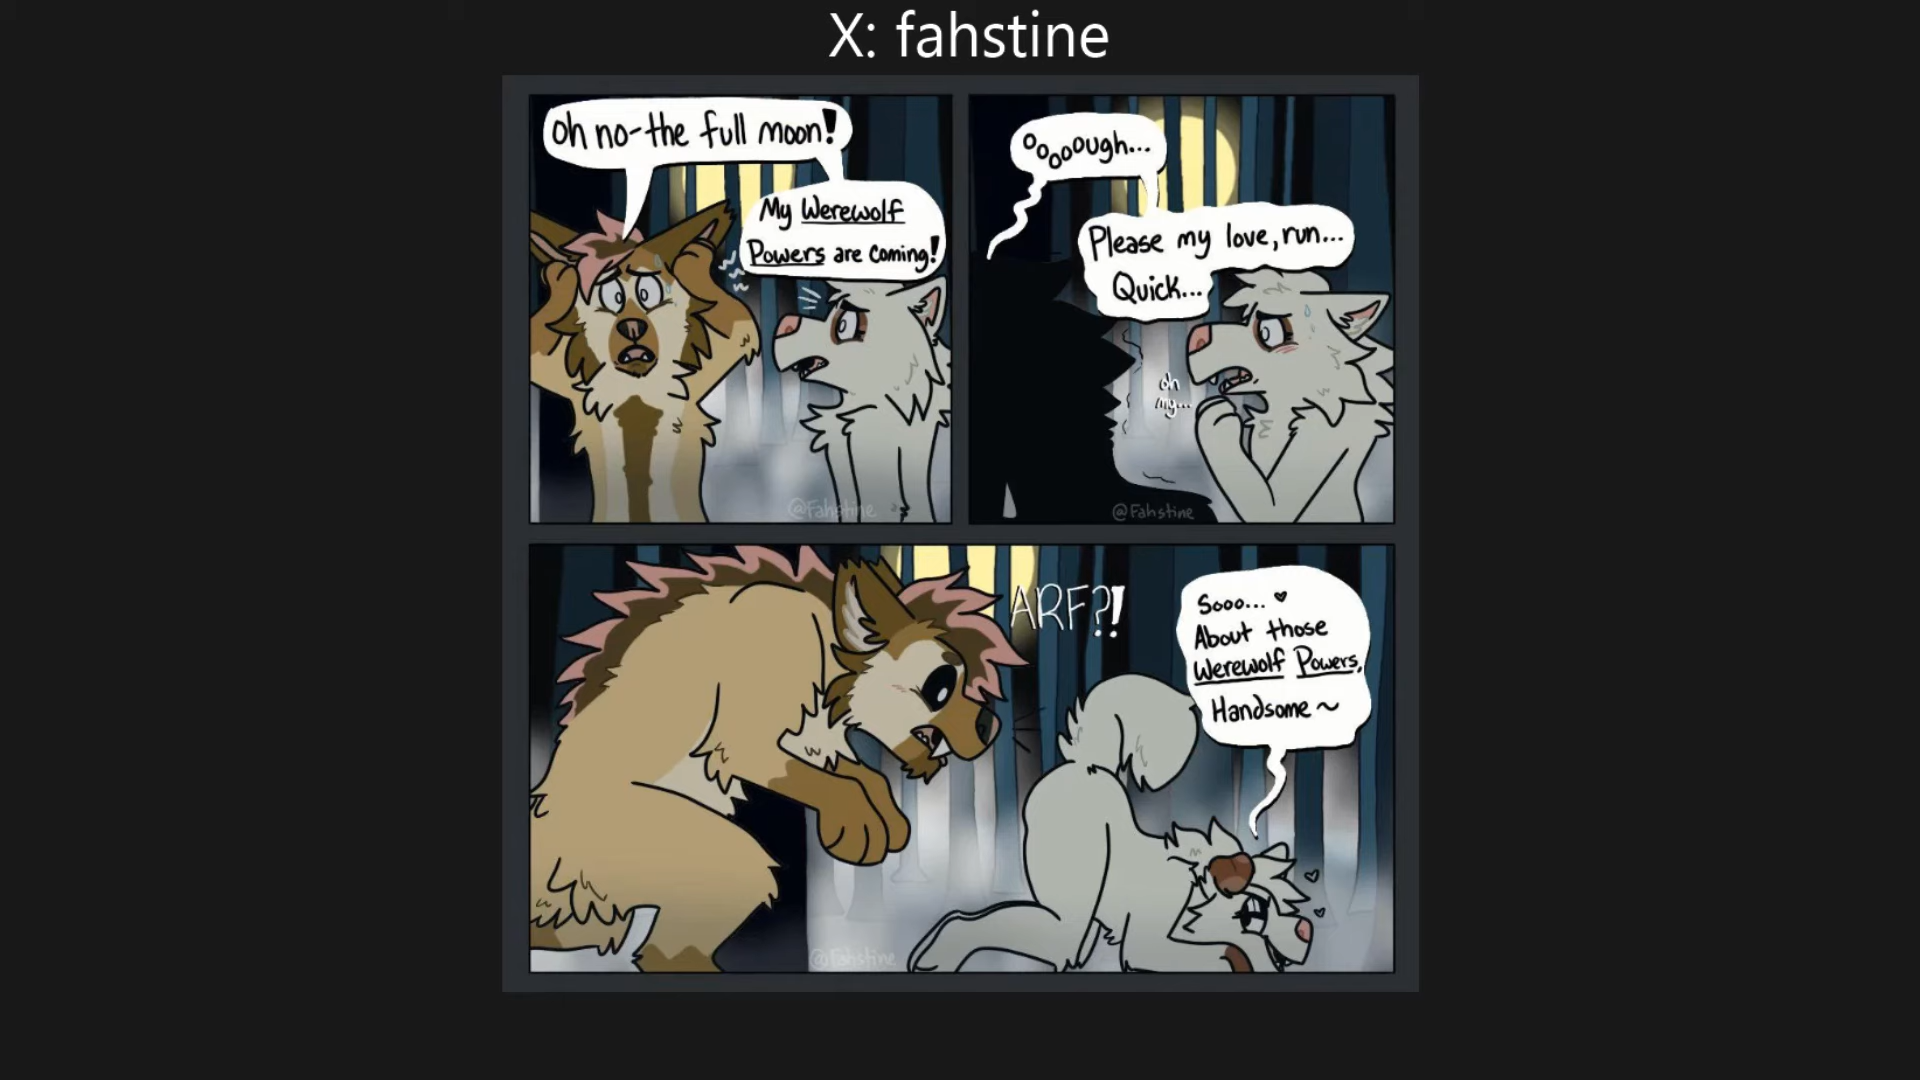 X: fahstine
oh no-the full moon!
My Werewolf
Powers are coming!
@Fahstine
oooooough...
Please my love, run...
Quick...
oh
my...
@Fahstine
ARF?!
Sooo... ♥
About those
Werewolf Powers,
Handsome ~
@Fahstine